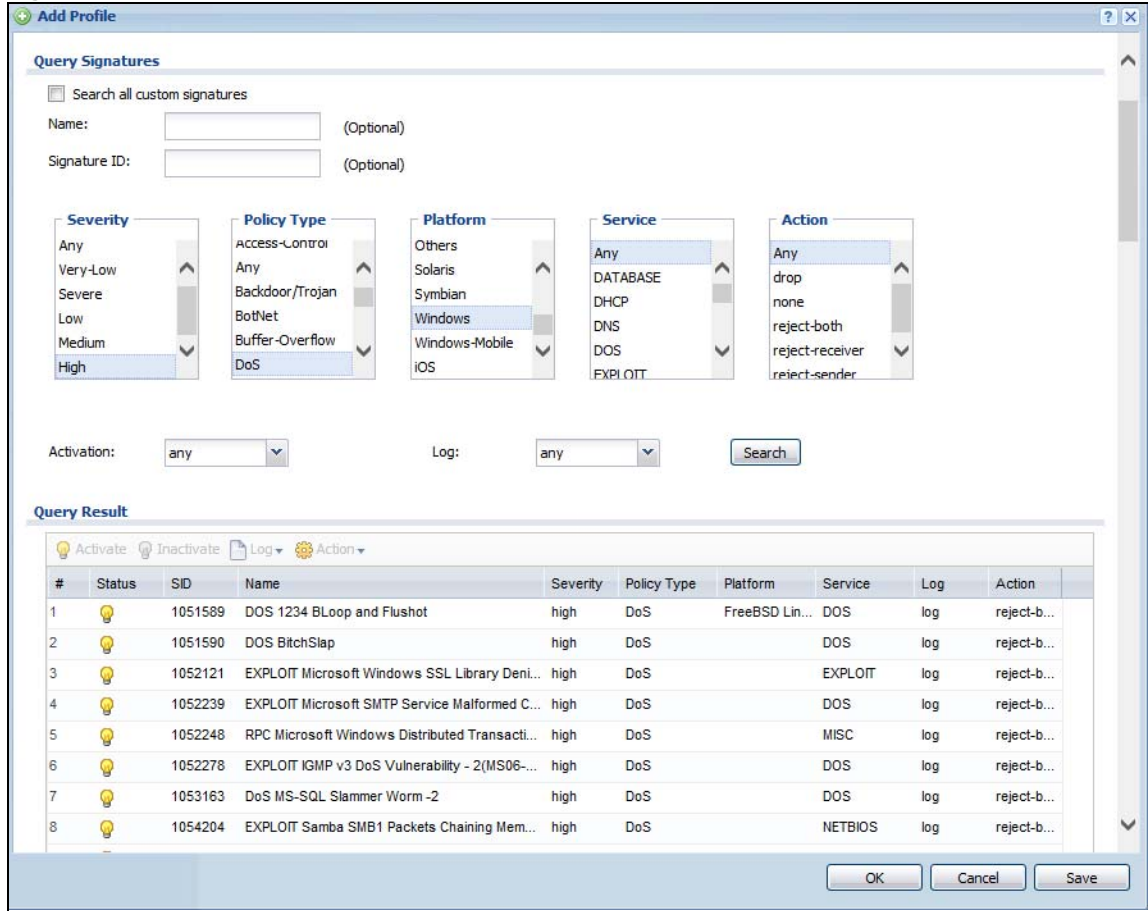 Add Profile
Query Signatures
Search all custom signatures
Name: (Optional)
Signature ID: (Optional)
Severity Policy Type Platform Service Action
Any Access-Control Others Any Any
Very-Low Any Solaris DATABASE drop
Severe Backdoor/Trojan Symbian DHCP none
Low BotNet Windows DNS reject-both
Medium Buffer-Overflow Windows-Mobile DOS reject-receiver
High DoS iOS EXPLOIT reject-sender
Activation: any Log: any Search
Query Result
Activate Inactivate Log Action
# Status SID Name Severity Policy Type Platform Service Log Action
1 1051589 DOS 1234 BLoop and Flushot high DoS FreeBSD Lin... DOS log reject-b...
2 1051590 DOS BitchSlap high DoS DOS log reject-b...
3 1052121 EXPLOIT Microsoft Windows SSL Library Deni... high DoS EXPLOIT log reject-b...
4 1052239 EXPLOIT Microsoft SMTP Service Malformed C... high DoS DOS log reject-b...
5 1052248 RPC Microsoft Windows Distributed Transacti... high DoS MISC log reject-b...
6 1052278 EXPLOIT IGMP v3 DoS Vulnerability - 2(MS06-... high DoS DOS log reject-b...
7 1053163 DoS MS-SQL Slammer Worm -2 high DoS DOS log reject-b...
8 1054204 EXPLOIT Samba SMB1 Packets Chaining Mem... high DoS NETBIOS log reject-b...
OK Cancel Save